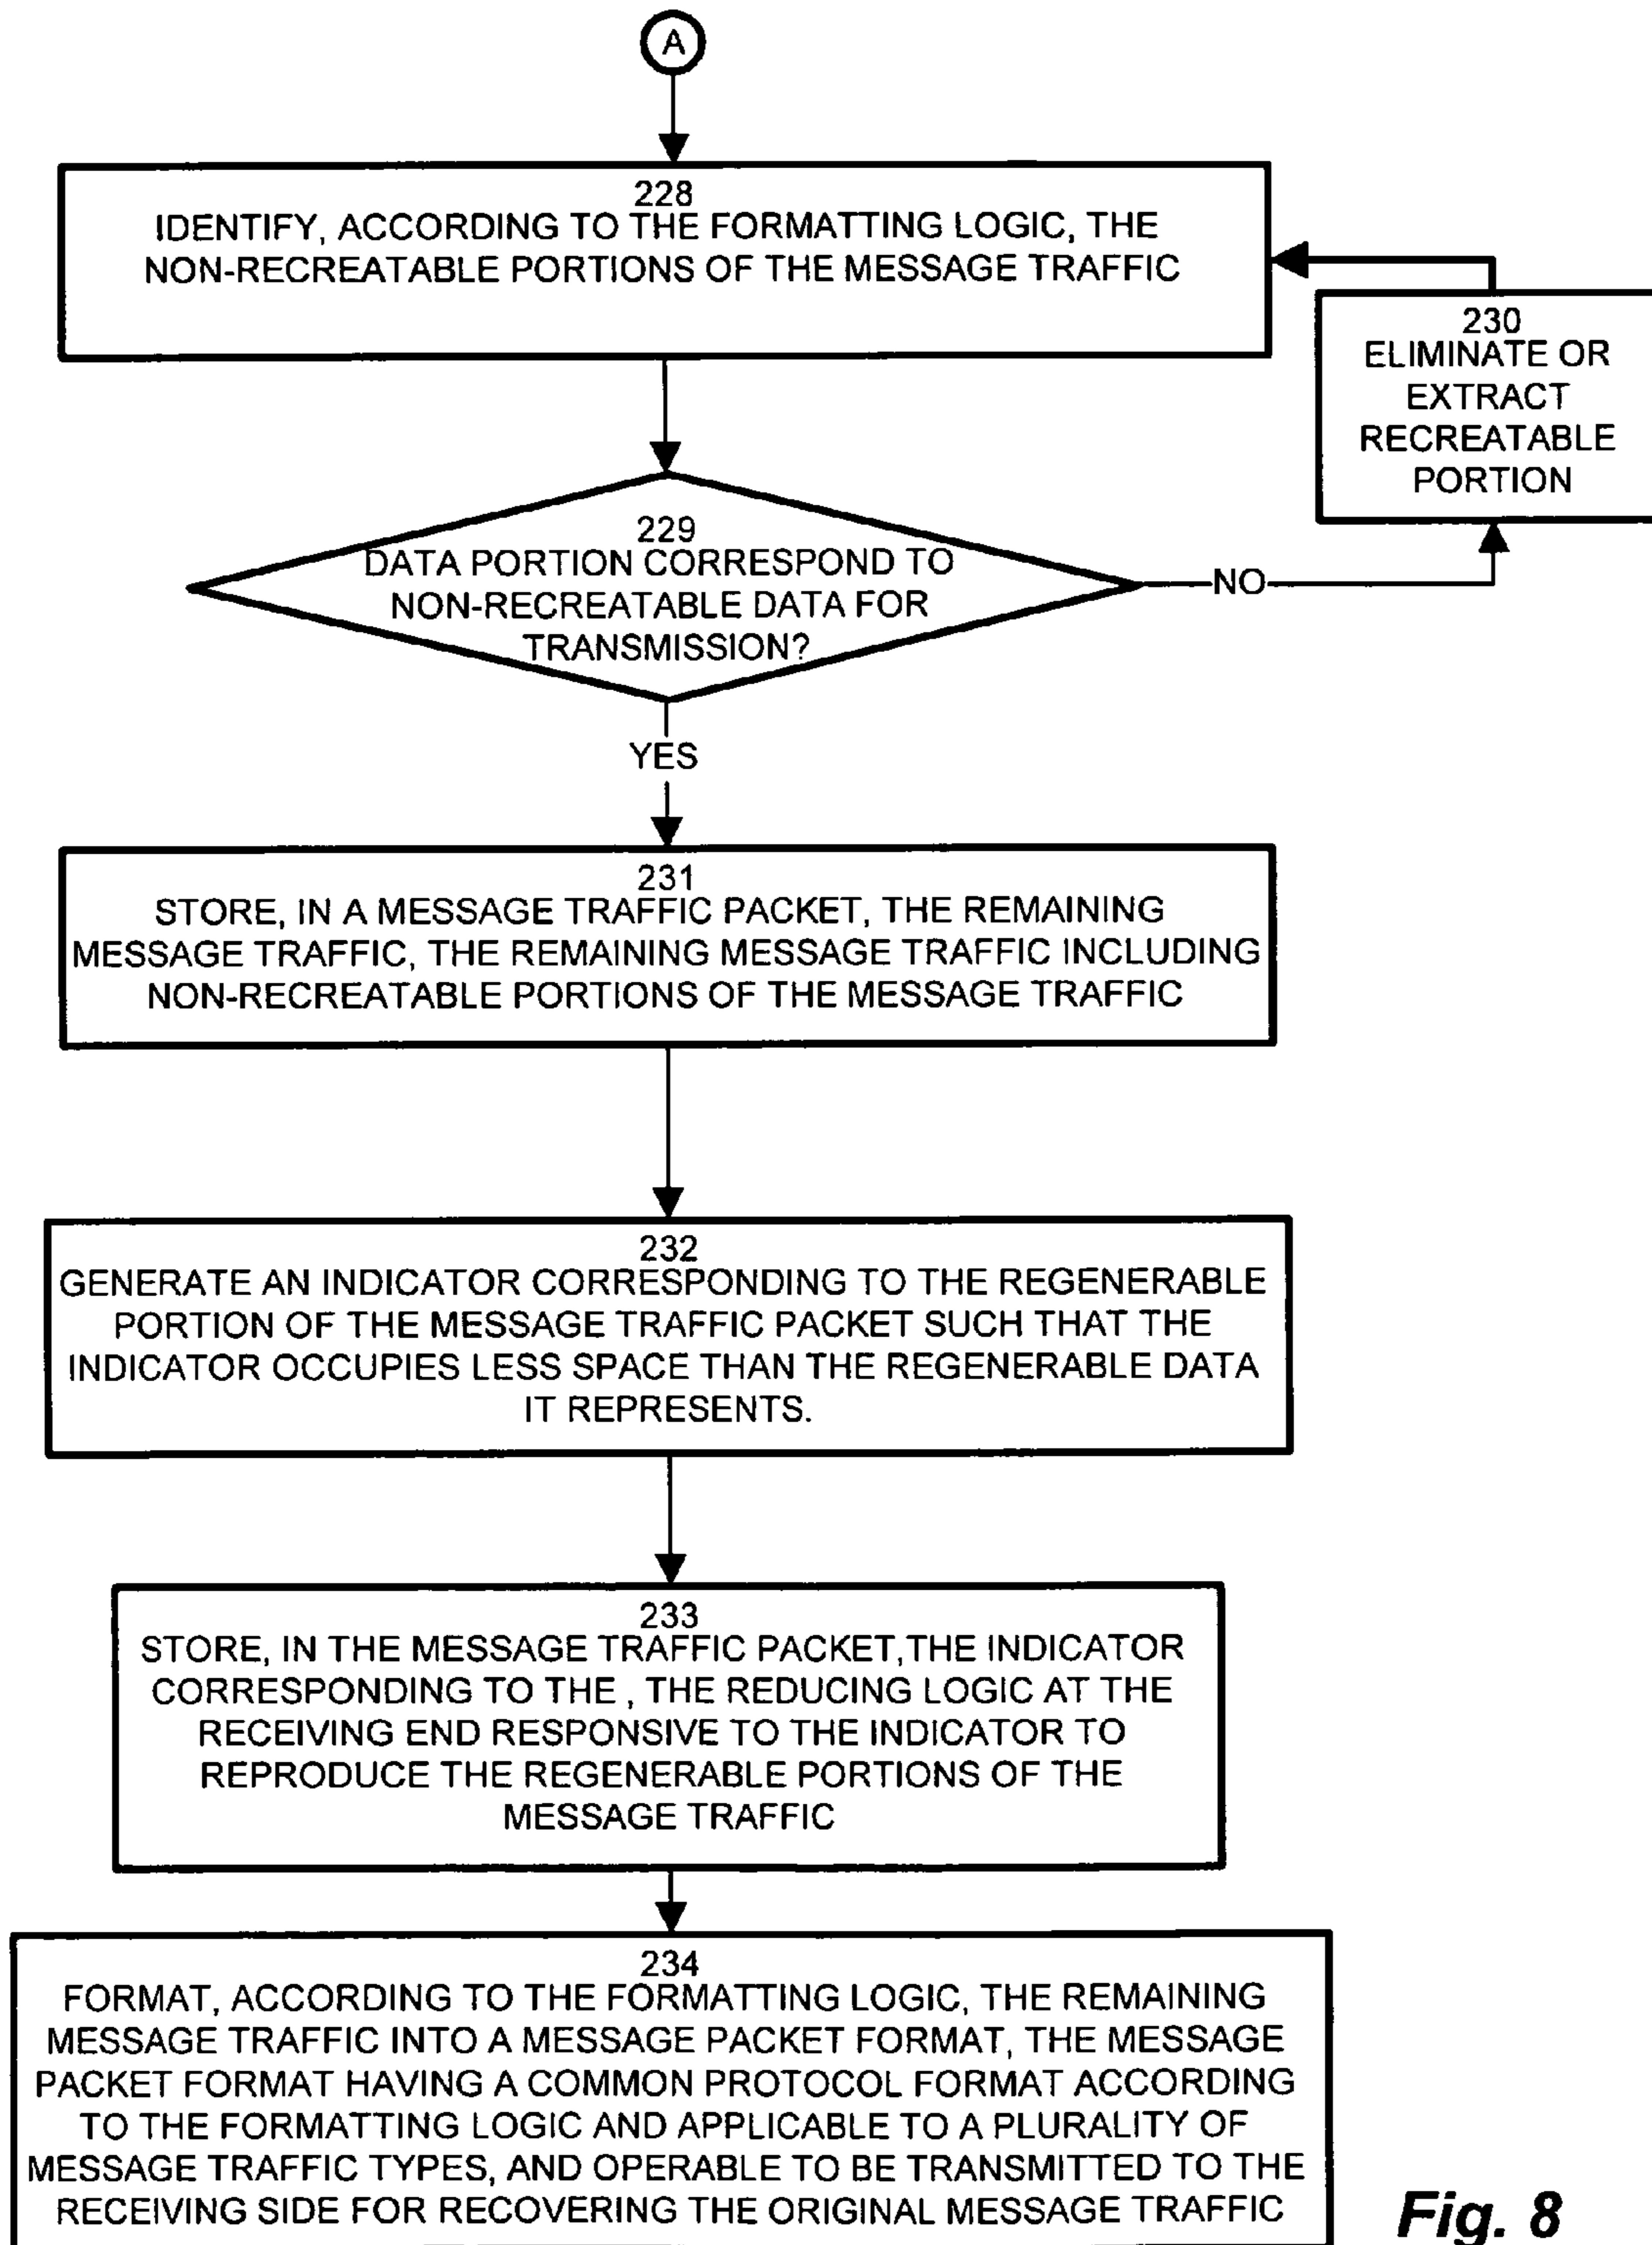 A
228
IDENTIFY, ACCORDING TO THE FORMATTING LOGIC, THE
NON-RECREATABLE PORTIONS OF THE MESSAGE TRAFFIC
230
ELIMINATE OR
EXTRACT
RECREATABLE
PORTION
229
DATA PORTION CORRESPOND TO
NON-RECREATABLE DATA FOR
TRANSMISSION?
NO
YES
231
STORE, IN A MESSAGE TRAFFIC PACKET, THE REMAINING
MESSAGE TRAFFIC, THE REMAINING MESSAGE TRAFFIC INCLUDING
NON-RECREATABLE PORTIONS OF THE MESSAGE TRAFFIC
232
GENERATE AN INDICATOR CORRESPONDING TO THE REGENERABLE
PORTION OF THE MESSAGE TRAFFIC PACKET SUCH THAT THE
INDICATOR OCCUPIES LESS SPACE THAN THE REGENERABLE DATA
IT REPRESENTS.
233
STORE, IN THE MESSAGE TRAFFIC PACKET,THE INDICATOR
CORRESPONDING TO THE , THE REDUCING LOGIC AT THE
RECEIVING END RESPONSIVE TO THE INDICATOR TO
REPRODUCE THE REGENERABLE PORTIONS OF THE
MESSAGE TRAFFIC
234
FORMAT, ACCORDING TO THE FORMATTING LOGIC, THE REMAINING
MESSAGE TRAFFIC INTO A MESSAGE PACKET FORMAT, THE MESSAGE
PACKET FORMAT HAVING A COMMON PROTOCOL FORMAT ACCORDING
TO THE FORMATTING LOGIC AND APPLICABLE TO A PLURALITY OF
MESSAGE TRAFFIC TYPES, AND OPERABLE TO BE TRANSMITTED TO THE
RECEIVING SIDE FOR RECOVERING THE ORIGINAL MESSAGE TRAFFIC
Fig. 8